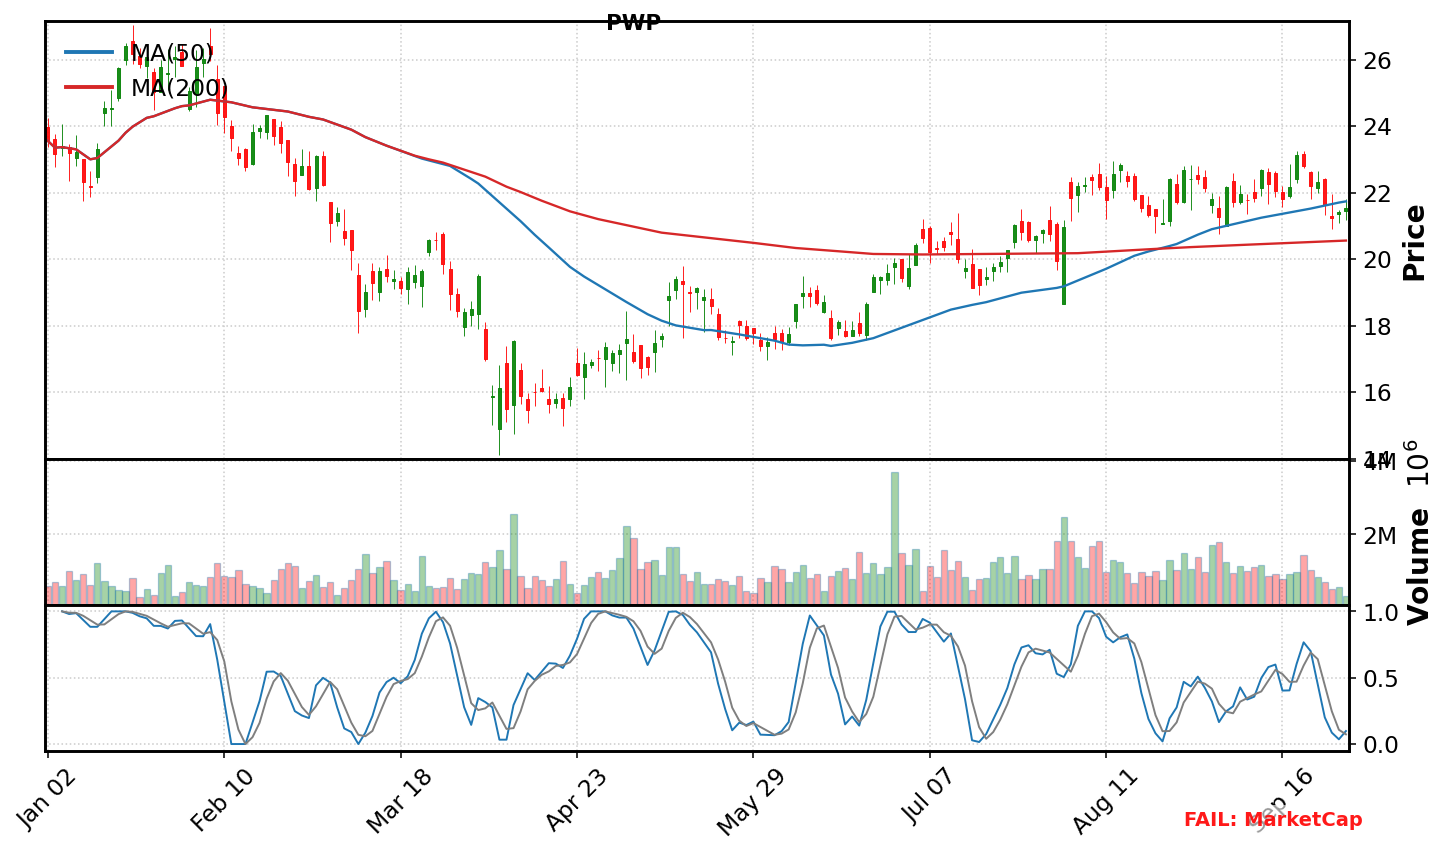 PWP
MA(50)
MA(200)
26
24
22
20
18
16
14
Price
4M
2M
Volume 10^6
1.0
0.5
0.0
Jan 02
Feb 10
Mar 18
Apr 23
May 29
Jul 07
Aug 11
Sep 16
FAIL: MarketCap